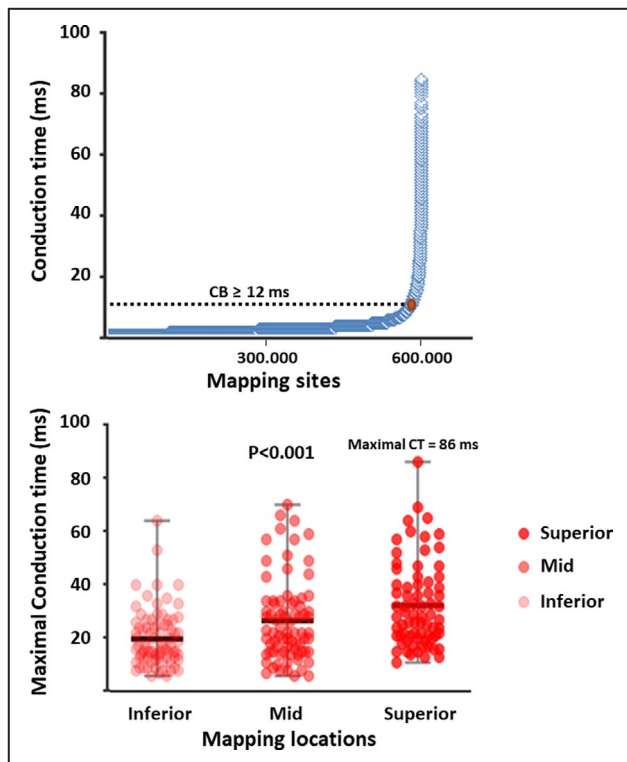 100
80
60
40
20
Conduction time (ms)
CB ≥ 12 ms
300.000
600.000
Mapping sites
100
80
60
40
20
Maximal Conduction time (ms)
P<0.001
Maximal CT = 86 ms
Superior
Mid
Inferior
Inferior
Mid
Superior
Mapping locations